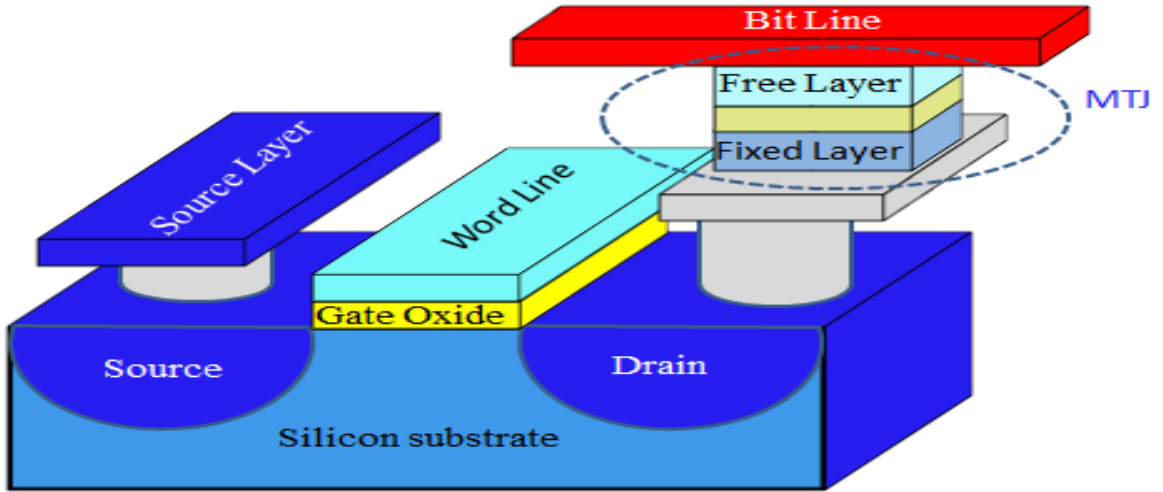 Bit Line
Free Layer
MTJ
Fixed Layer
Source Layer
Word Line
Gate Oxide
Source
Drain
Silicon substrate